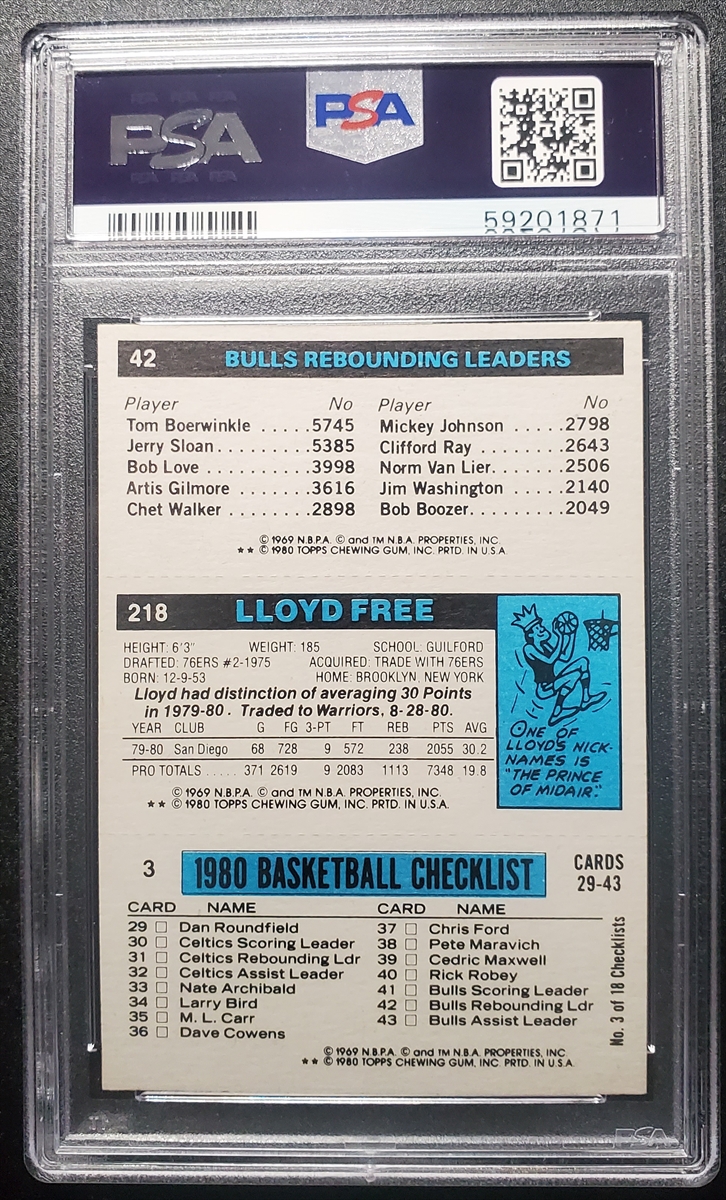 PSA
PSA
59201871
42 BULLS REBOUNDING LEADERS
Player No Player No
Tom Boerwinkle .....5745 Mickey Johnson .....2798
Jerry Sloan.........5385 Clifford Ray ........2643
Bob Love ..........3998 Norm Van Lier.......2506
Artis Gilmore .......3616 Jim Washington .....2140
Chet Walker ........2898 Bob Boozer.........2049
© 1969 N.B.P.A. © and TM N.B.A. PROPERTIES, INC.
** © 1980 TOPPS CHEWING GUM, INC. PRTD. IN U.S.A.
218 LLOYD FREE
HEIGHT: 6'3" WEIGHT: 185 SCHOOL: GUILFORD
DRAFTED: 76ERS #2-1975 ACQUIRED: TRADE WITH 76ERS
BORN: 12-9-53 HOME: BROOKLYN, NEW YORK
Lloyd had distinction of averaging 30 Points
in 1979-80. Traded to Warriors, 8-28-80.
YEAR CLUB G FG 3-PT FT REB PTS AVG
79-80 San Diego 68 728 9 572 238 2055 30.2
PRO TOTALS ..... 371 2619 9 2083 1113 7348 19.8
© 1969 N.B.P.A. © and TM N.B.A. PROPERTIES, INC.
** © 1980 TOPPS CHEWING GUM, INC. PRTD. IN U.S.A.
ONE OF
LLOYD'S NICK-
NAMES IS
"THE PRINCE
OF MIDAIR."
3 1980 BASKETBALL CHECKLIST CARDS
29-43
CARD NAME CARD NAME
29 □ Dan Roundfield 37 □ Chris Ford
30 □ Celtics Scoring Leader 38 □ Pete Maravich
31 □ Celtics Rebounding Ldr 39 □ Cedric Maxwell
32 □ Celtics Assist Leader 40 □ Rick Robey
33 □ Nate Archibald 41 □ Bulls Scoring Leader
34 □ Larry Bird 42 □ Bulls Rebounding Ldr
35 □ M. L. Carr 43 □ Bulls Assist Leader
36 □ Dave Cowens
No. 3 of 18 Checklists
© 1969 N.B.P.A. © and TM N.B.A. PROPERTIES, INC.
** © 1980 TOPPS CHEWING GUM, INC. PRTD. IN U.S.A.
PSA